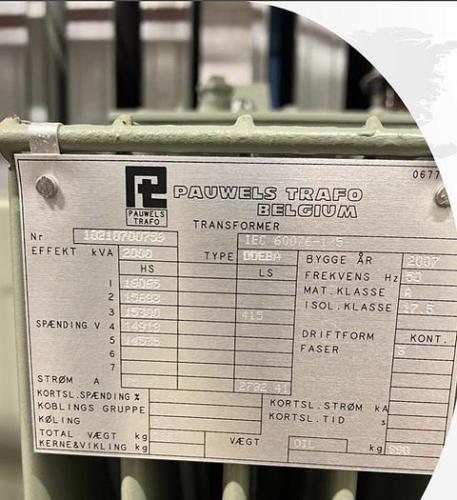 0677
PAUWELS TRAFO
BELGIUM
PAUWELS
TRAFO
TRANSFORMER
Nr
IEC 60076-1/5
EFFEKT kVA 2000 TYPE BYGGE ÅR 2007
HS LS FREKVENS Hz 50
MAT.KLASSE A
1 ISOL.KLASSE 17.5
2
3 415
SPÆNDING V 4 DRIFTFORM KONT.
5 FASER 3
6
7
STRØM A 2782.41
KORTSL.SPÆNDING % KORTSL.STRØM kA
KOBLINGS GRUPPE KORTSL.TID s
KØLING
TOTAL VÆGT kg VÆGT OIL kg
KERNE&VIKLING kg